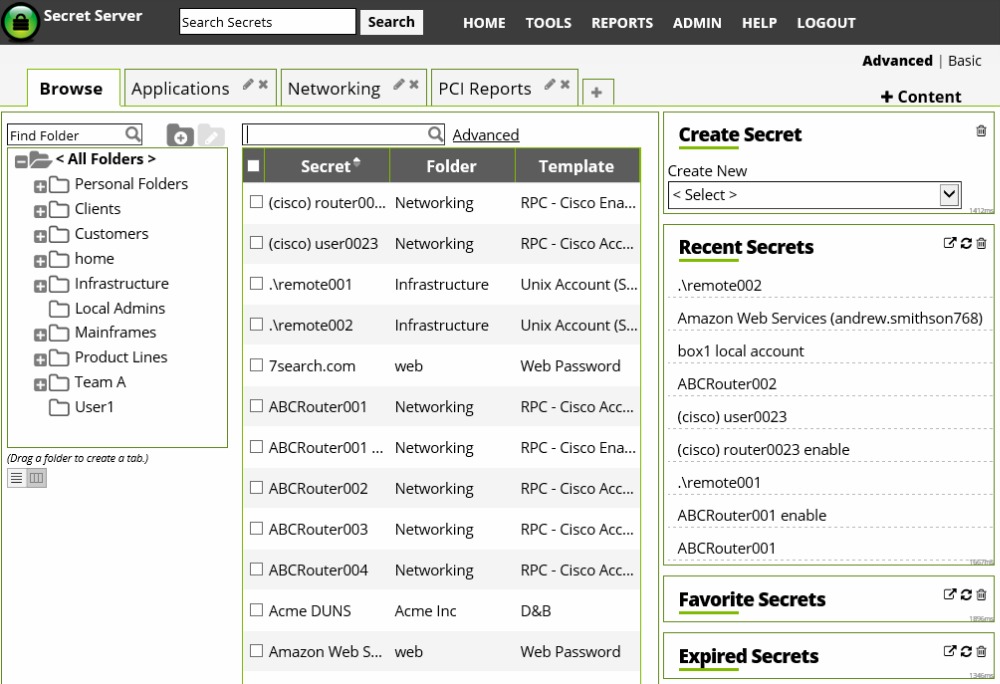 Secret Server
Search Secrets
Search
HOME TOOLS REPORTS ADMIN HELP LOGOUT
Advanced | Basic
Browse Applications Networking PCI Reports +
+ Content
Find Folder
< All Folders >
Personal Folders
Clients
Customers
home
Infrastructure
Local Admins
Mainframes
Product Lines
Team A
User1
(Drag a folder to create a tab.)
Advanced
Secret Folder Template
(cisco) router00... Networking RPC - Cisco Ena...
(cisco) user0023 Networking RPC - Cisco Acc...
.\remote001 Infrastructure Unix Account (S...
.\remote002 Infrastructure Unix Account (S...
7search.com web Web Password
ABCRouter001 Networking RPC - Cisco Acc...
ABCRouter001 ... Networking RPC - Cisco Ena...
ABCRouter002 Networking RPC - Cisco Acc...
ABCRouter003 Networking RPC - Cisco Acc...
ABCRouter004 Networking RPC - Cisco Acc...
Acme DUNS Acme Inc D&B
Amazon Web S... web Web Password
Create Secret
Create New
< Select >
1412ms
Recent Secrets
.\remote002
Amazon Web Services (andrew.smithson768)
box1 local account
ABCRouter002
(cisco) user0023
(cisco) router0023 enable
.\remote001
ABCRouter001 enable
ABCRouter001
Favorite Secrets
1896ms
Expired Secrets
1346ms